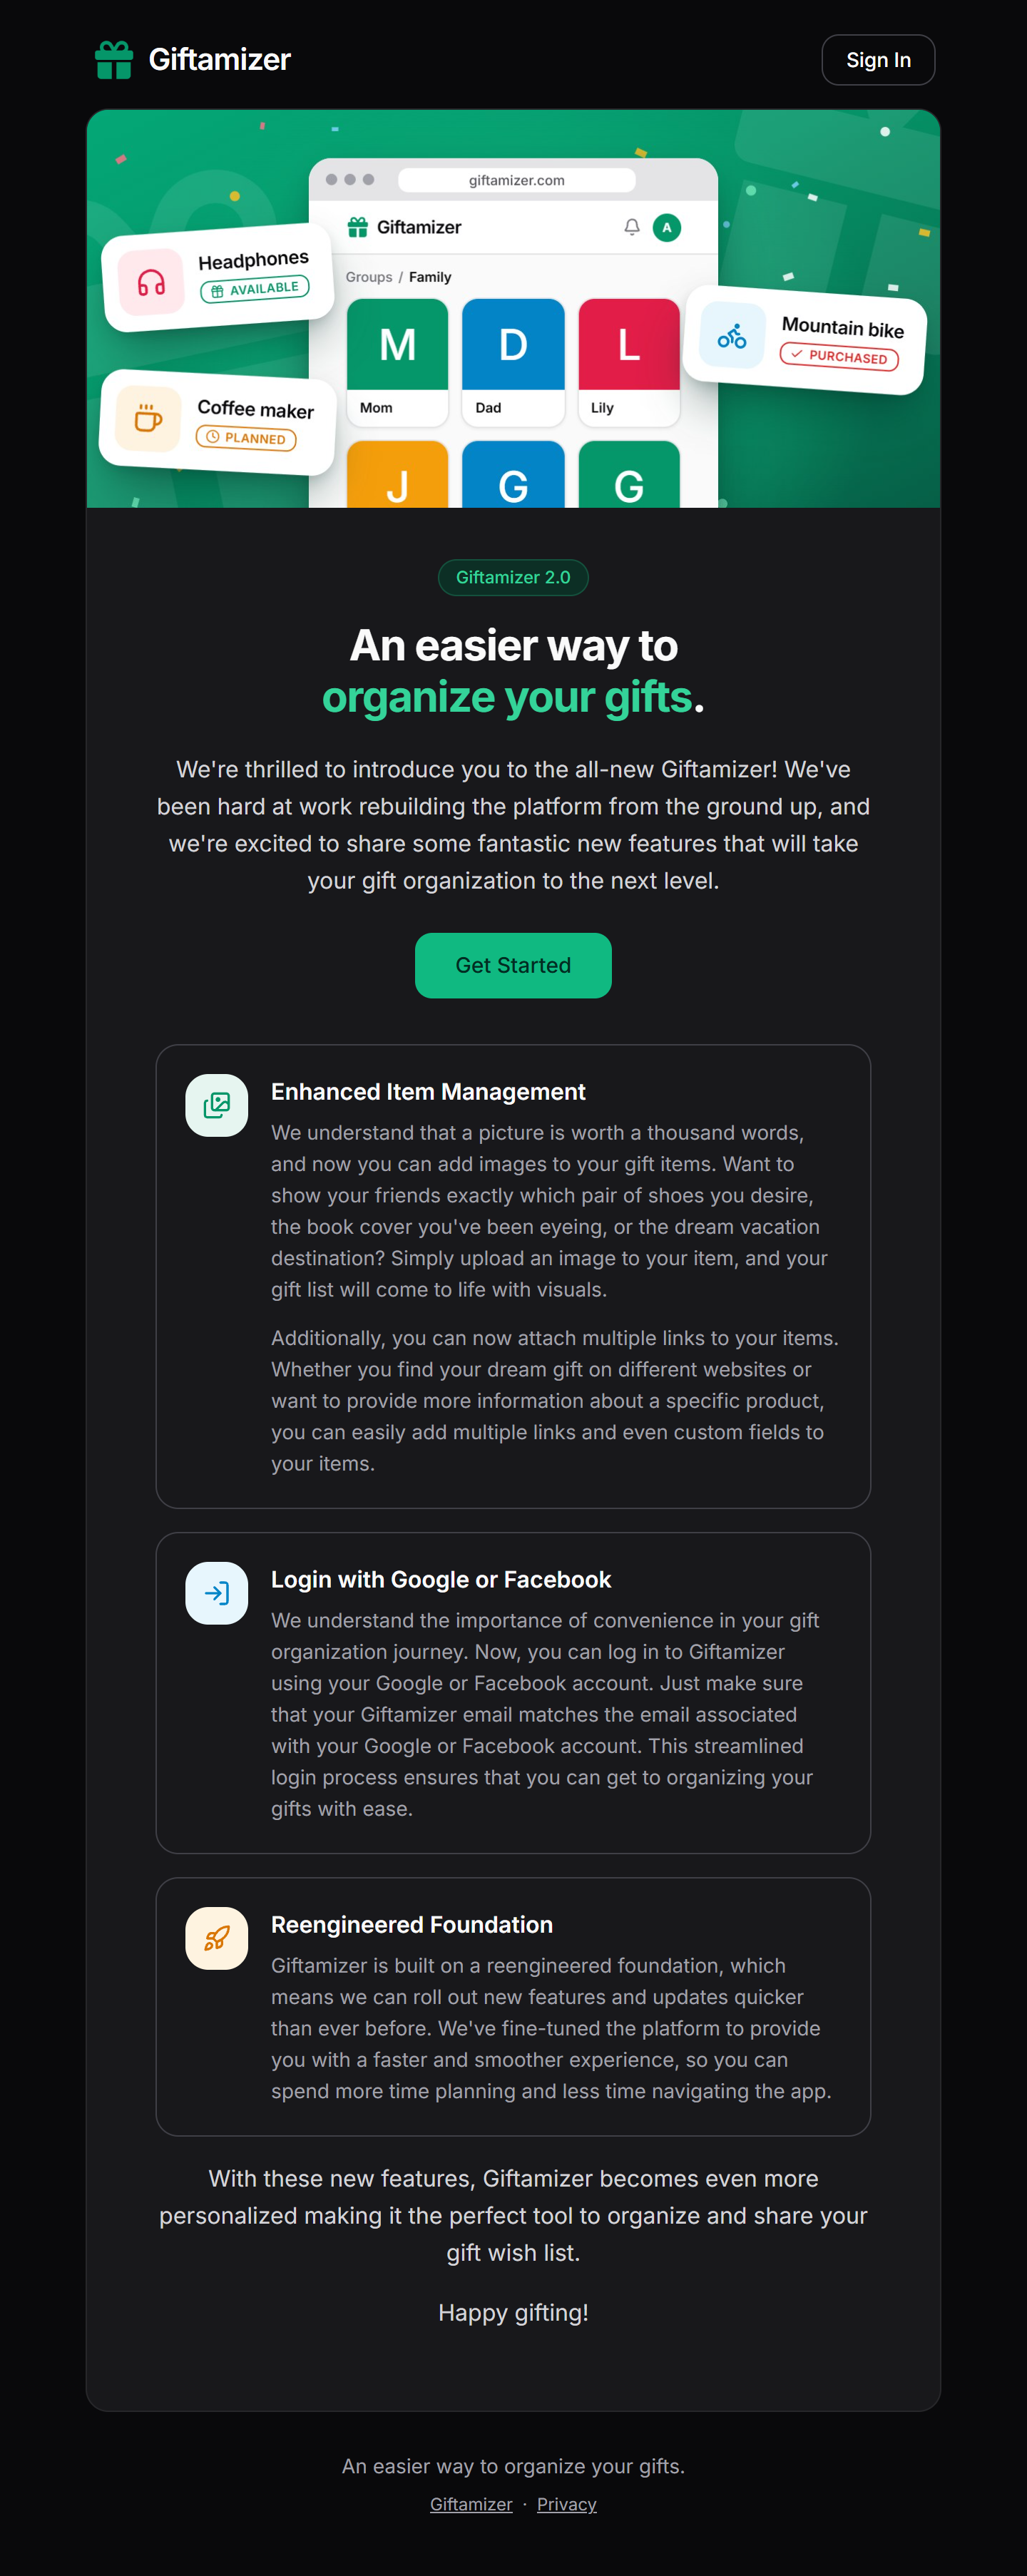 Giftamizer
Sign In
giftamizer.com
Giftamizer
A
Groups / Family
Headphones
AVAILABLE
Coffee maker
PLANNED
Mountain bike
PURCHASED
M
D
L
Mom
Dad
Lily
J
G
G
Giftamizer 2.0
An easier way to
organize your gifts.
We're thrilled to introduce you to the all-new Giftamizer! We've
been hard at work rebuilding the platform from the ground up, and
we're excited to share some fantastic new features that will take
your gift organization to the next level.
Get Started
Enhanced Item Management
We understand that a picture is worth a thousand words,
and now you can add images to your gift items. Want to
show your friends exactly which pair of shoes you desire,
the book cover you've been eyeing, or the dream vacation
destination? Simply upload an image to your item, and your
gift list will come to life with visuals.
Additionally, you can now attach multiple links to your items.
Whether you find your dream gift on different websites or
want to provide more information about a specific product,
you can easily add multiple links and even custom fields to
your items.
Login with Google or Facebook
We understand the importance of convenience in your gift
organization journey. Now, you can log in to Giftamizer
using your Google or Facebook account. Just make sure
that your Giftamizer email matches the email associated
with your Google or Facebook account. This streamlined
login process ensures that you can get to organizing your
gifts with ease.
Reengineered Foundation
Giftamizer is built on a reengineered foundation, which
means we can roll out new features and updates quicker
than ever before. We've fine-tuned the platform to provide
you with a faster and smoother experience, so you can
spend more time planning and less time navigating the app.
With these new features, Giftamizer becomes even more
personalized making it the perfect tool to organize and share your
gift wish list.
Happy gifting!
An easier way to organize your gifts.
Giftamizer · Privacy